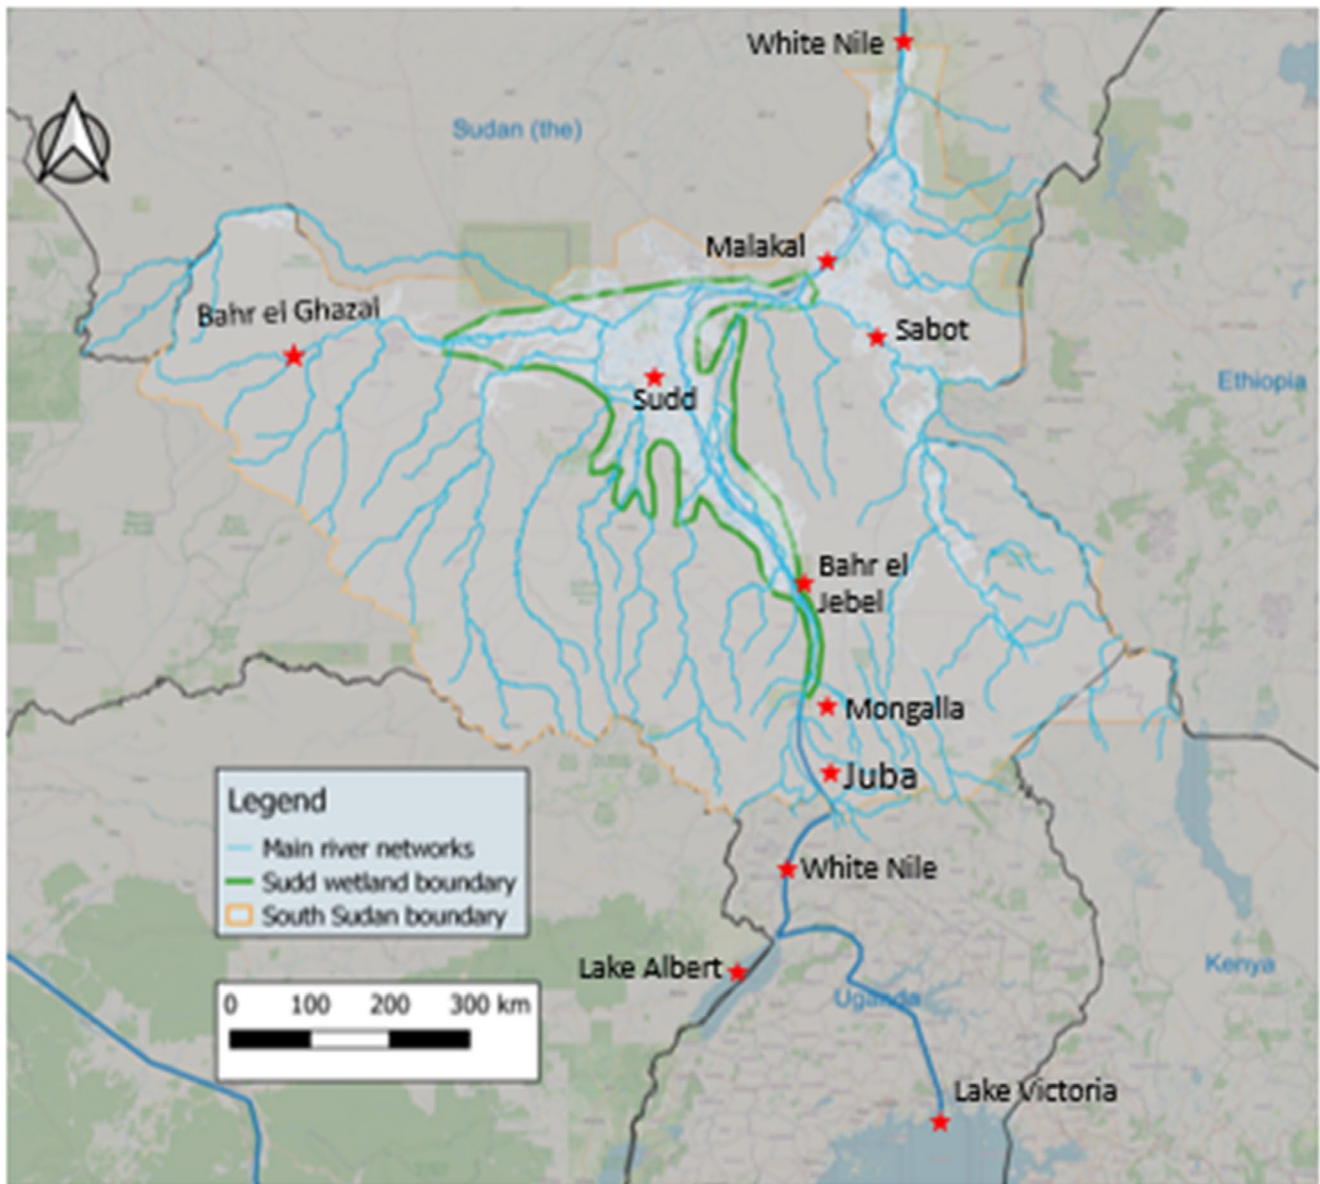 White Nile
Sudan (the)
Malakal
Bahr el Ghazal
Sabot
Ethiopia
Sudd
Bahr el
Jebel
Mongalla
Juba
Legend
Main river networks
Sudd wetland boundary
South Sudan boundary
White Nile
Lake Albert
Kenya
Uganda
0 100 200 300 km
Lake Victoria